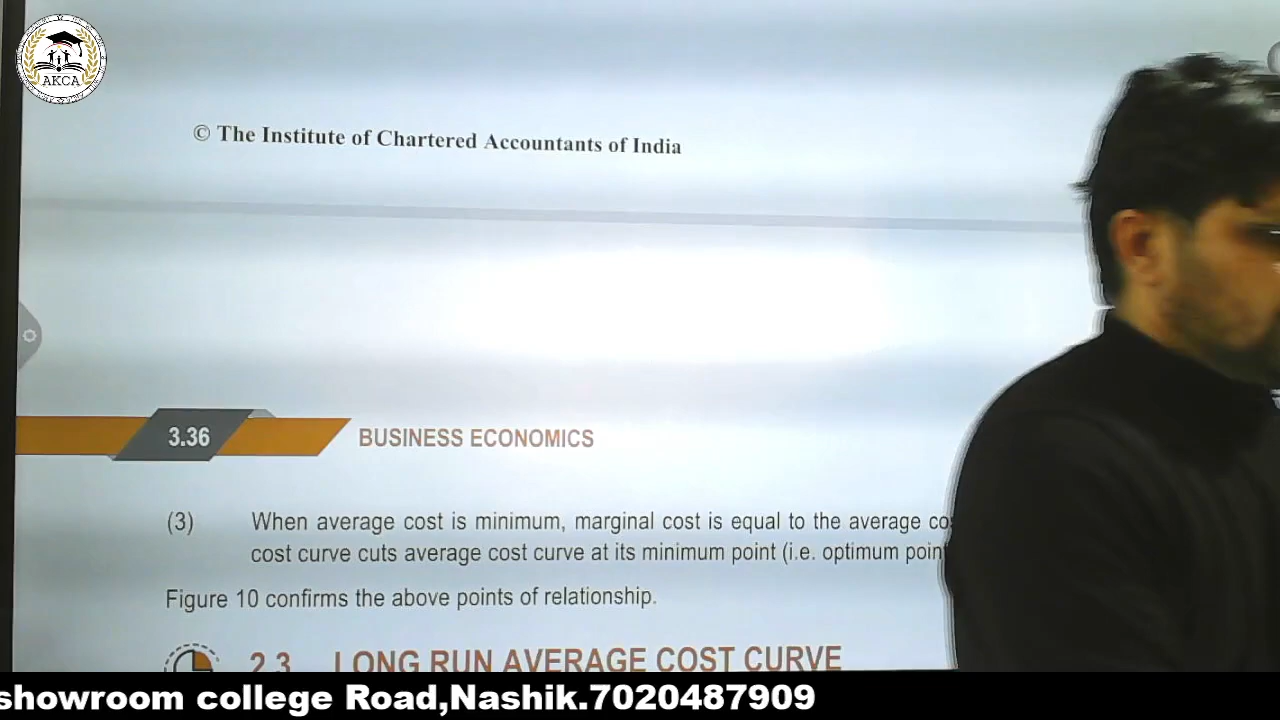 AKCA
© The Institute of Chartered Accountants of India
3.36
BUSINESS ECONOMICS
(3) When average cost is minimum, marginal cost is equal to the average
cost curve cuts average cost curve at its minimum point (i.e. optimum
Figure 10 confirms the above points of relationship.
2.3 LONG RUN AVERAGE COST CURVE
showroom college Road,Nashik.7020487909